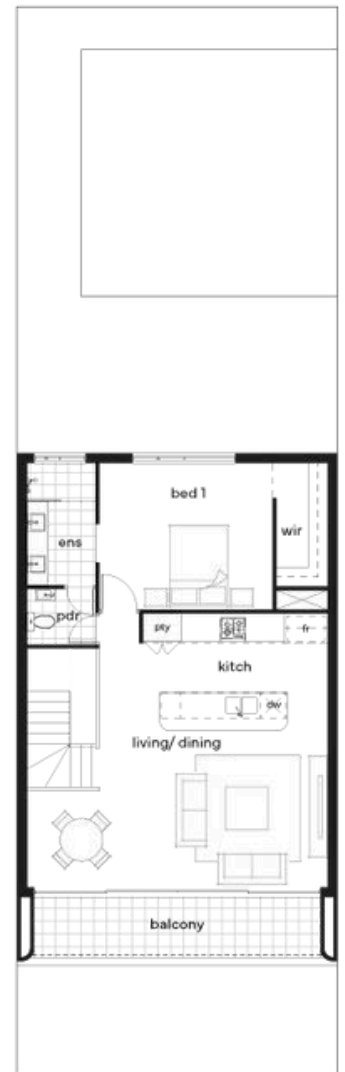 bed 1
wir
ens
pdr
pty
fr
kitch
dw
living/ dining
balcony